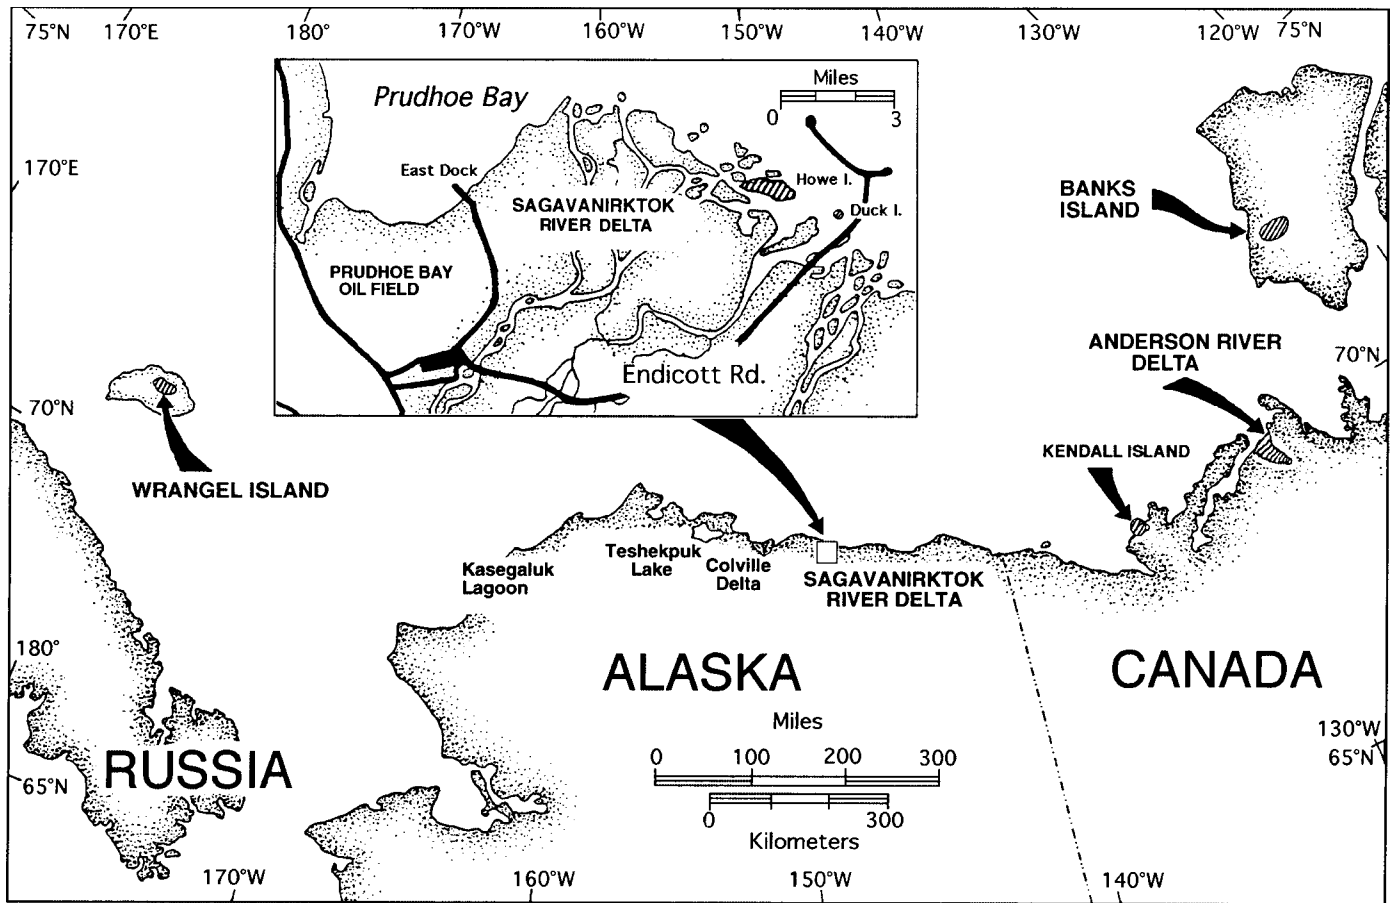 75°N 170°E 180° 170°W 160°W 150°W 140°W 130°W 120°W 75°N
Prudhoe Bay
Miles
0 3
East Dock
Howe I.
Duck I.
SAGAVANIRKTOK
RIVER DELTA
PRUDHOE BAY
OIL FIELD
Endicott Rd.
170°E
BANKS
ISLAND
ANDERSON RIVER
DELTA
70°N
70°N
KENDALL ISLAND
WRANGEL ISLAND
Kasegaluk
Lagoon
Teshekpuk
Lake
Colville
Delta
SAGAVANIRKTOK
RIVER DELTA
180°
ALASKA
CANADA
RUSSIA
Miles
0 100 200 300
0 300
Kilometers
130°W
65°N
65°N
170°W 160°W 150°W 140°W